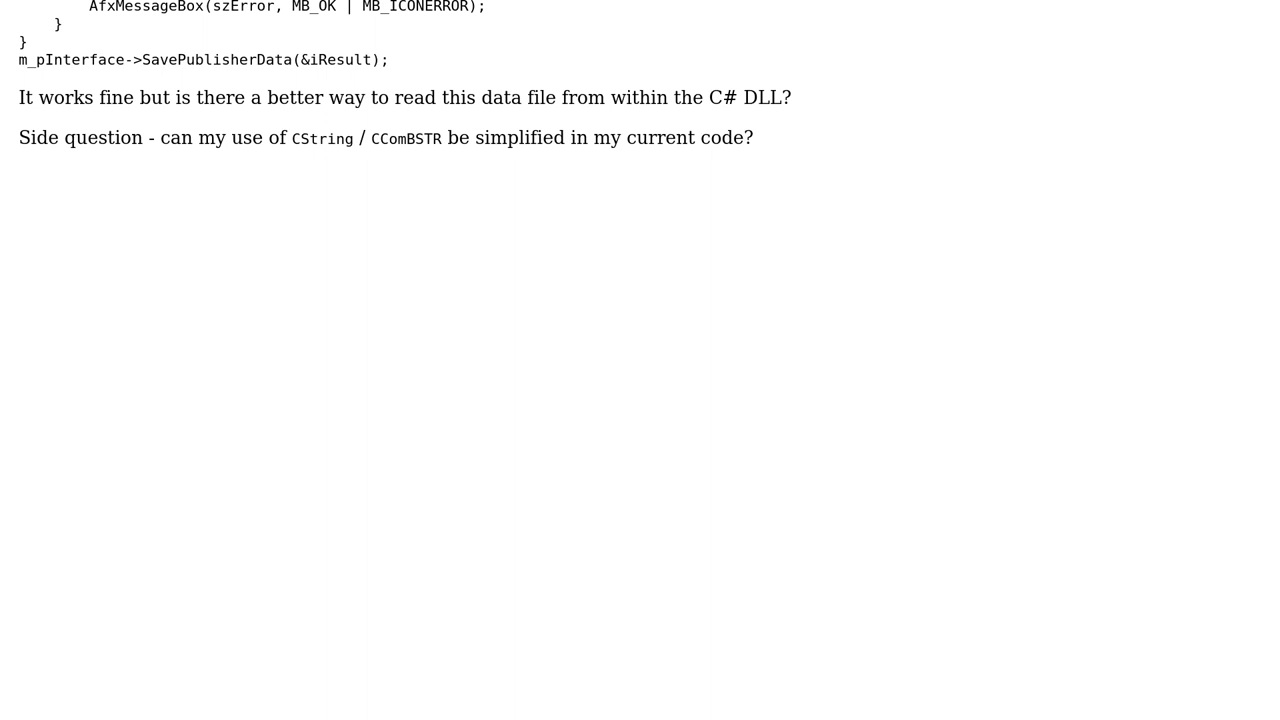 AfxMessageBox(szError, MB_OK | MB_ICONERROR);
    }
}
m_pInterface->SavePublisherData(&iResult);
It works fine but is there a better way to read this data file from within the C# DLL?
Side question - can my use of CString / CComBSTR be simplified in my current code?